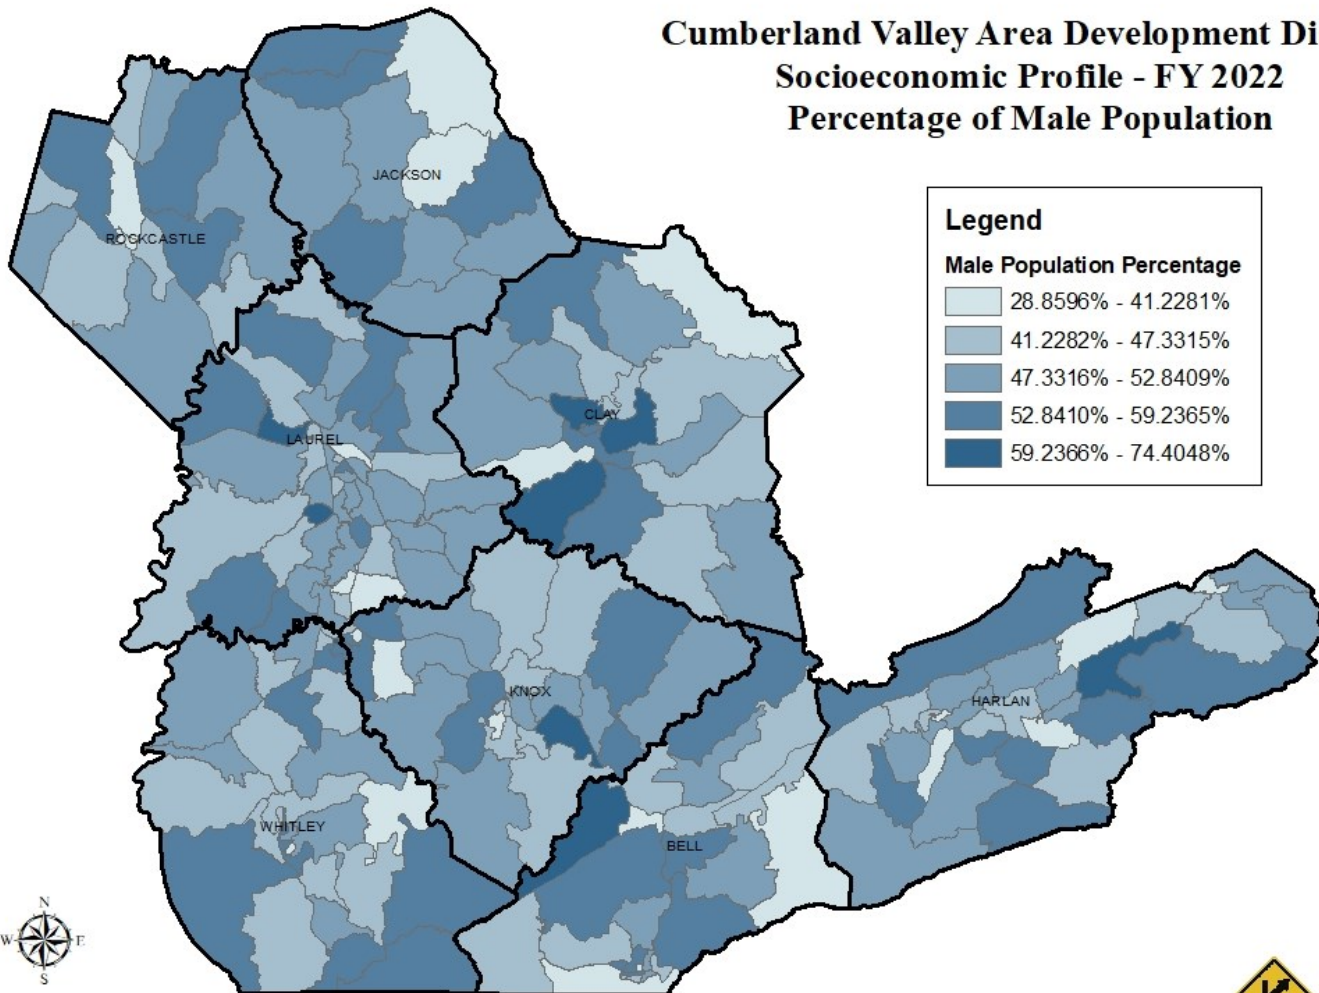 Cumberland Valley Area Development Di
Socioeconomic Profile - FY 2022
Percentage of Male Population
Legend
Male Population Percentage
28.8596% - 41.2281%
41.2282% - 47.3315%
47.3316% - 52.8409%
52.8410% - 59.2365%
59.2366% - 74.4048%
JACKSON
ROCKCASTLE
CLAY
LAUREL
KNOX
HARLAN
WHITLEY
BELL
N
W E
S